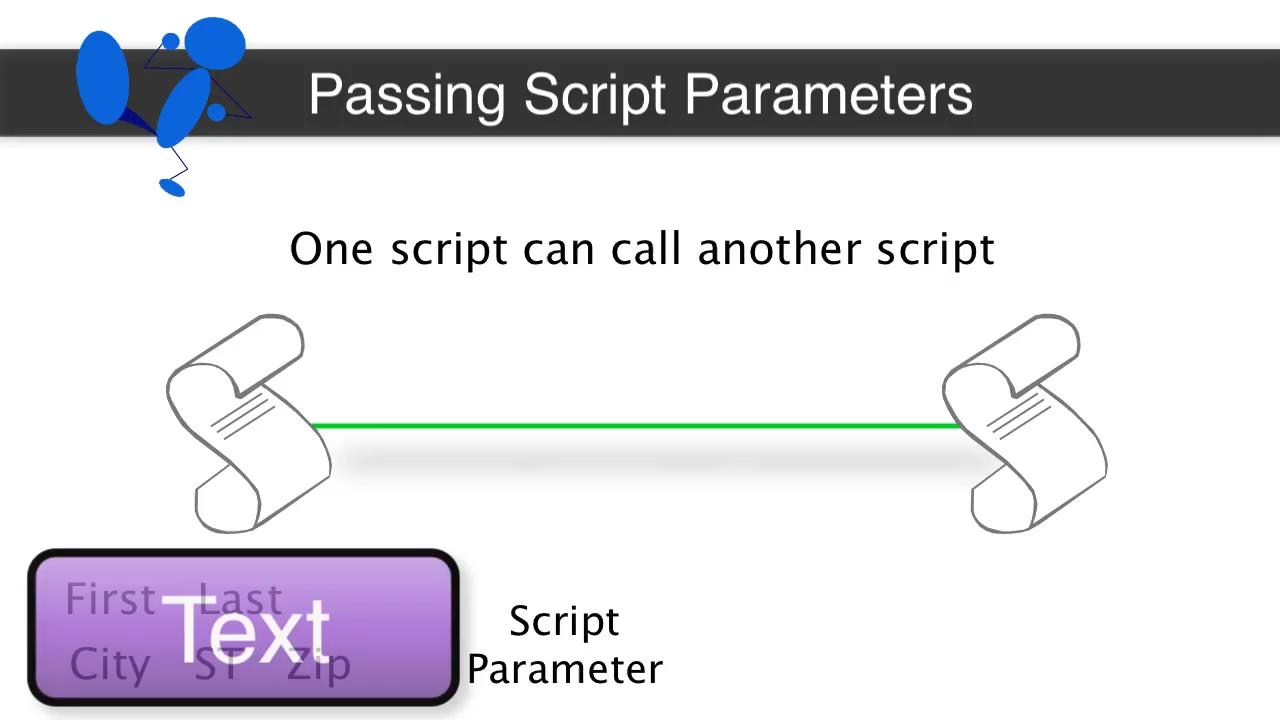 Passing Script Parameters
One script can call another script
First Last
Text
City ST Zip
Script
Parameter